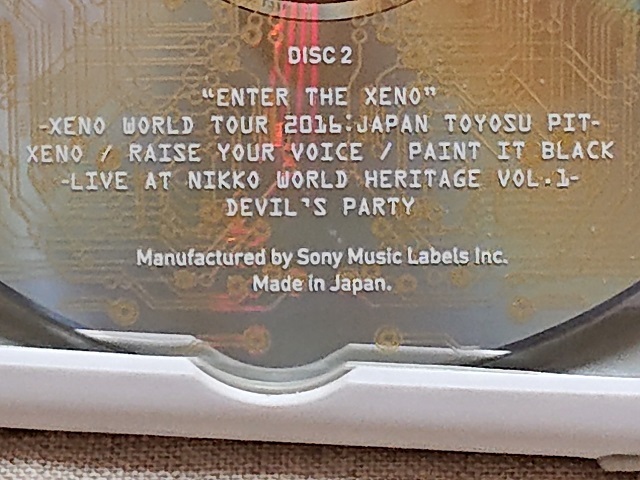 DISC 2
“ENTER THE XENO”
-XENO WORLD TOUR 2016:JAPAN TOYOSU PIT-
XENO / RAISE YOUR VOICE / PAINT IT BLACK
-LIVE AT NIKKO WORLD HERITAGE VOL.1-
DEVIL'S PARTY
Manufactured by Sony Music Labels Inc.
Made in Japan.